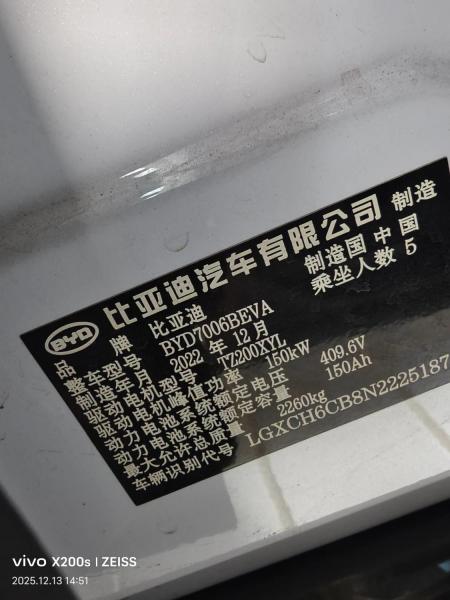 BYD 比亚迪汽车有限公司 制造
制造国 中国
乘坐人数 5
品牌 比亚迪
整车型号 BYD7006BEVA
制造年月 2022 年 12 月
驱动电机型号 TZ200XYL
驱动电机峰值功率 150kW
动力电池系统额定电压 409.6V
动力电池系统额定容量 150Ah
最大允许总质量 2260kg
车辆识别代号 LGXCH6CB8N2225187
vivo X200s | ZEISS
2025.12.13 14:51